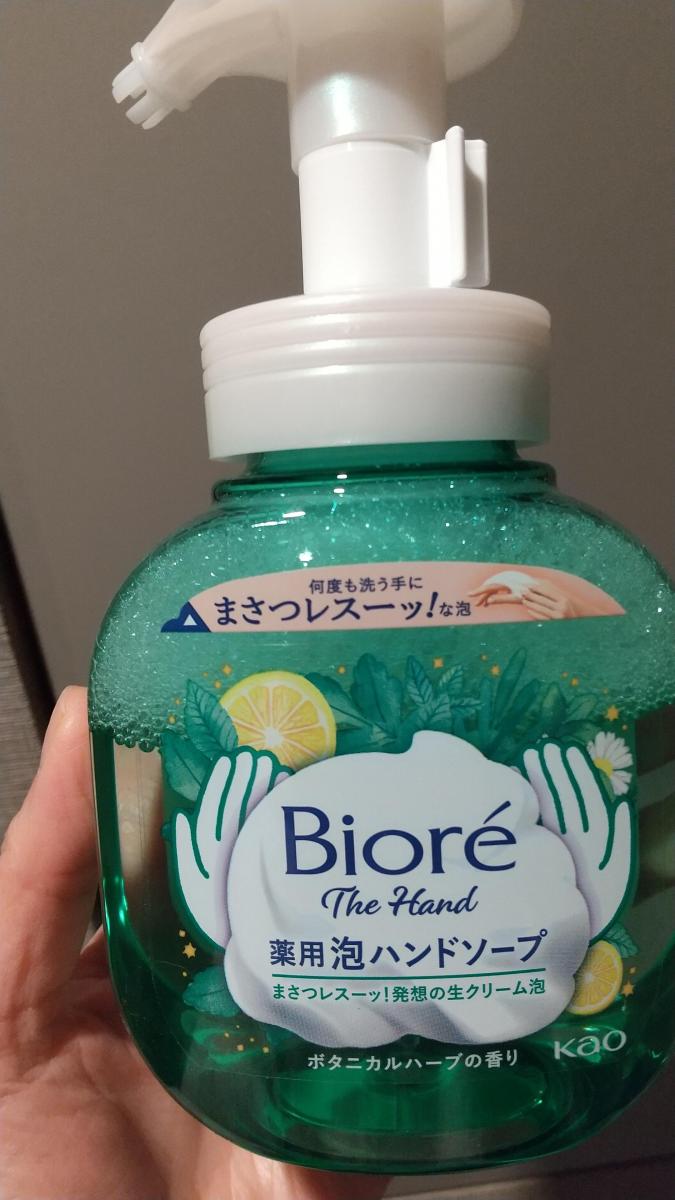 何度も洗う手に
まさつレスーッ!な泡
Bioré
The Hand
薬用泡ハンドソープ
まさつレスーッ!発想の生クリーム泡
ボタニカルハーブの香り
Kao